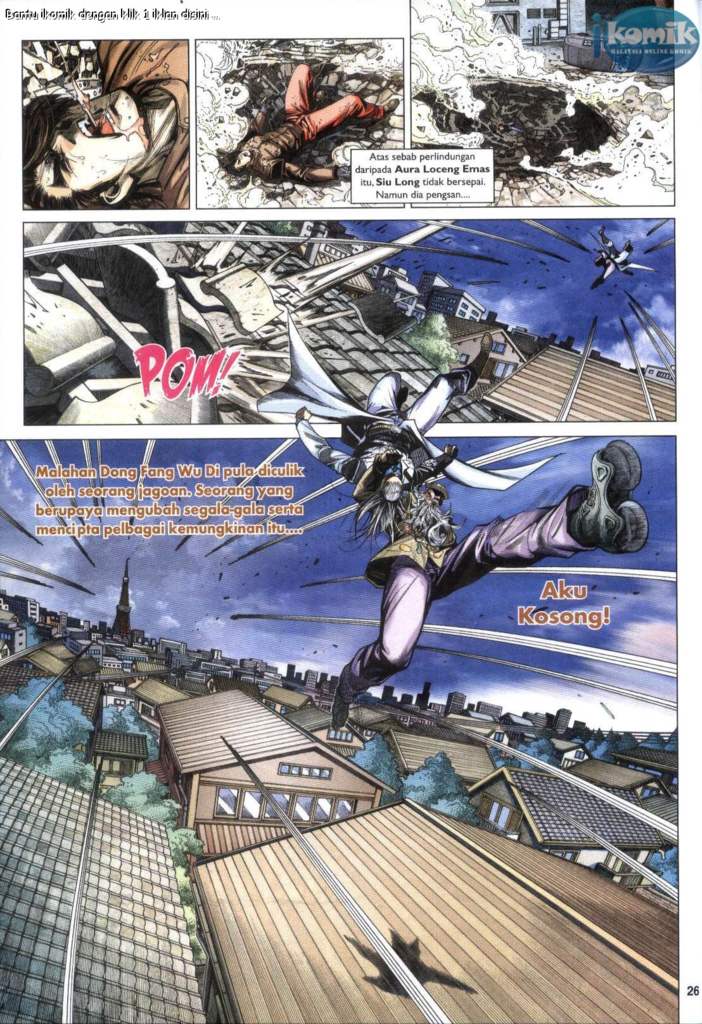 Bantu ikomik dengan klik 1 iklan disini
ikomik
MALAYSIA ONLINE KOMIK
Atas sebab perlindungan
daripada Aura Loceng Emas
itu, Siu Long tidak bersepai.
Namun dia pengsan....
POM!
Malahan Dong Fang Wu Di pula diculik
oleh seorang jagoan. Seorang yang
berupaya mengubah segala-gala serta
mencipta pelbagai kemungkinan itu....
Aku
Kosong!
26